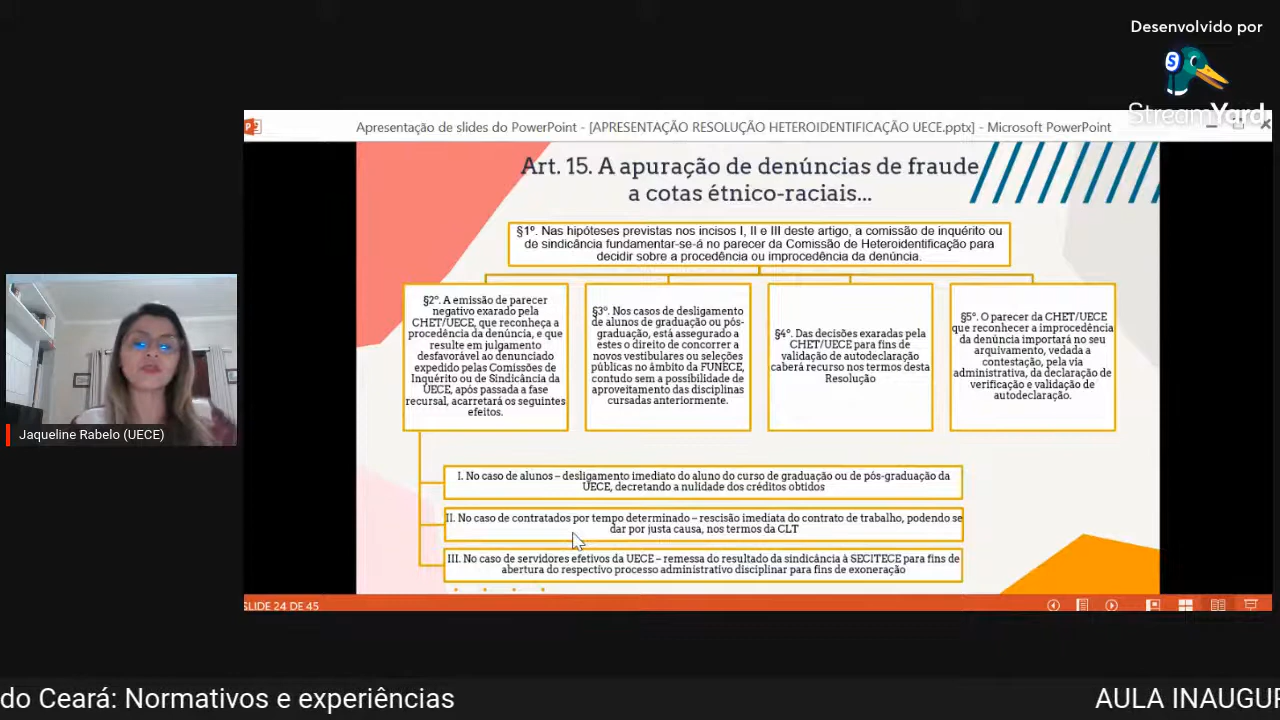 Desenvolvido por
StreamYard
Apresentação de slides do PowerPoint - [APRESENTAÇÃO RESOLUÇÃO HETEROIDENTIFICAÇÃO UECE.pptx] - Microsoft PowerPoint
Art. 15. A apuração de denúncias de fraude
a cotas étnico-raciais...
§1º. Nas hipóteses previstas nos incisos I, II e III deste artigo, a comissão de inquérito ou
de sindicância fundamentar-se-á no parecer da Comissão de Heteroidentificação para
decidir sobre a procedência ou improcedência da denúncia.
§2º. A emissão de parecer
negativo exarado pela
CHET/UECE, que reconheça a
procedência da denúncia, e que
resulte em julgamento
desfavorável ao denunciado
expedido pelas Comissões de
Inquérito ou de Sindicância da
UECE, após passada a fase
recursal, acarretará os seguintes
efeitos.
§3º. Nos casos de desligamento
de alunos de graduação ou pós-
graduação, está assegurado a
estes o direito de concorrer a
novos vestibulares ou seleções
públicas no âmbito da FUNECE,
contudo sem a possibilidade de
aproveitamento das disciplinas
cursadas anteriormente.
§4º. Das decisões exaradas pela
CHET/UECE para fins de
validação de autodeclaração
caberá recurso nos termos desta
Resolução
§5º. O parecer da CHET/UECE
que reconhecer a improcedência
da denúncia importará no seu
arquivamento, vedada a
contestação, pela via
administrativa, da declaração de
verificação e validação de
autodeclaração.
I. No caso de alunos – desligamento imediato do aluno do curso de graduação ou de pós-graduação da
UECE, decretando a nulidade dos créditos obtidos
II. No caso de contratados por tempo determinado – rescisão imediata do contrato de trabalho, podendo se
dar por justa causa, nos termos da CLT
III. No caso de servidores efetivos da UECE – remessa do resultado da sindicância à SECITECE para fins de
abertura do respectivo processo administrativo disciplinar para fins de exoneração
SLIDE 24 DE 45
Jaqueline Rabelo (UECE)
do Ceará: Normativos e experiências
AULA INAUGUR